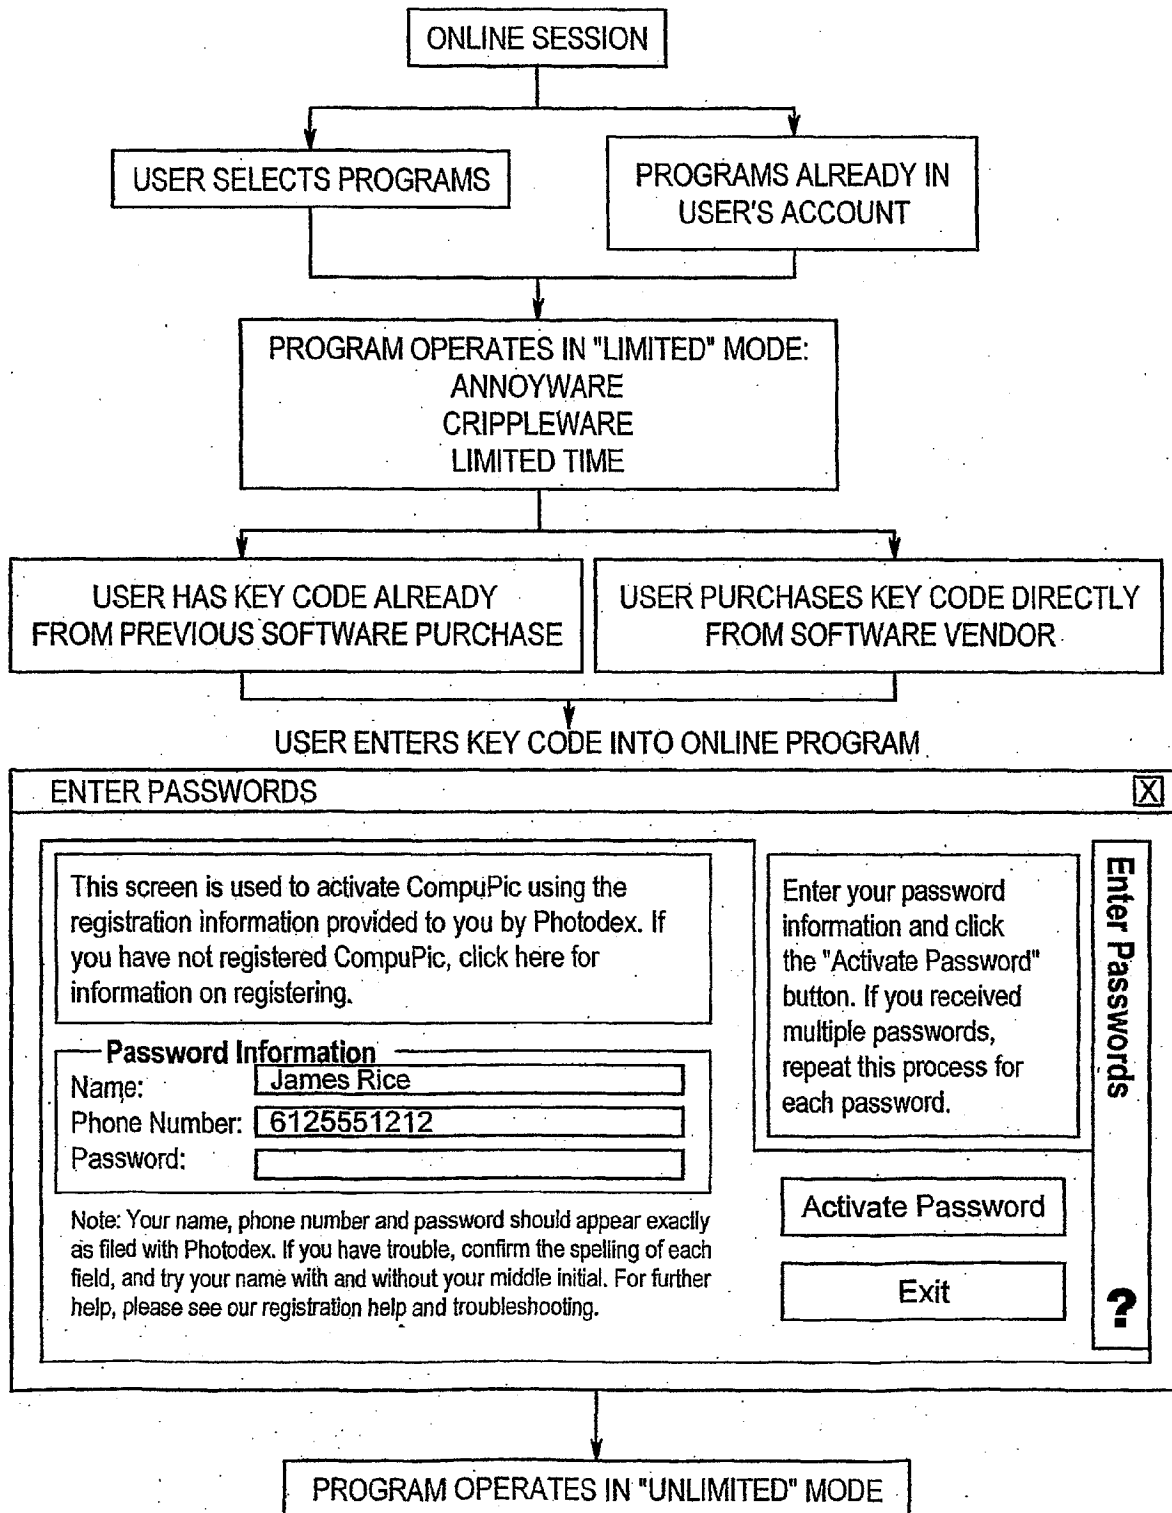 ONLINE SESSION
USER SELECTS PROGRAMS
PROGRAMS ALREADY IN
USER'S ACCOUNT
PROGRAM OPERATES IN "LIMITED" MODE:
ANNOYWARE
CRIPPLEWARE
LIMITED TIME
USER HAS KEY CODE ALREADY
FROM PREVIOUS SOFTWARE PURCHASE
USER PURCHASES KEY CODE DIRECTLY
FROM SOFTWARE VENDOR
USER ENTERS KEY CODE INTO ONLINE PROGRAM
ENTER PASSWORDS
X
This screen is used to activate CompuPic using the
registration information provided to you by Photodex. If
you have not registered CompuPic, click here for
information on registering.
Password Information
Name: James Rice
Phone Number: 6125551212
Password:
Note: Your name, phone number and password should appear exactly
as filed with Photodex. If you have trouble, confirm the spelling of each
field, and try your name with and without your middle initial. For further
help, please see our registration help and troubleshooting.
Enter your password
information and click
the "Activate Password"
button. If you received
multiple passwords,
repeat this process for
each password.
Activate Password
Exit
Enter Passwords
?
PROGRAM OPERATES IN "UNLIMITED" MODE